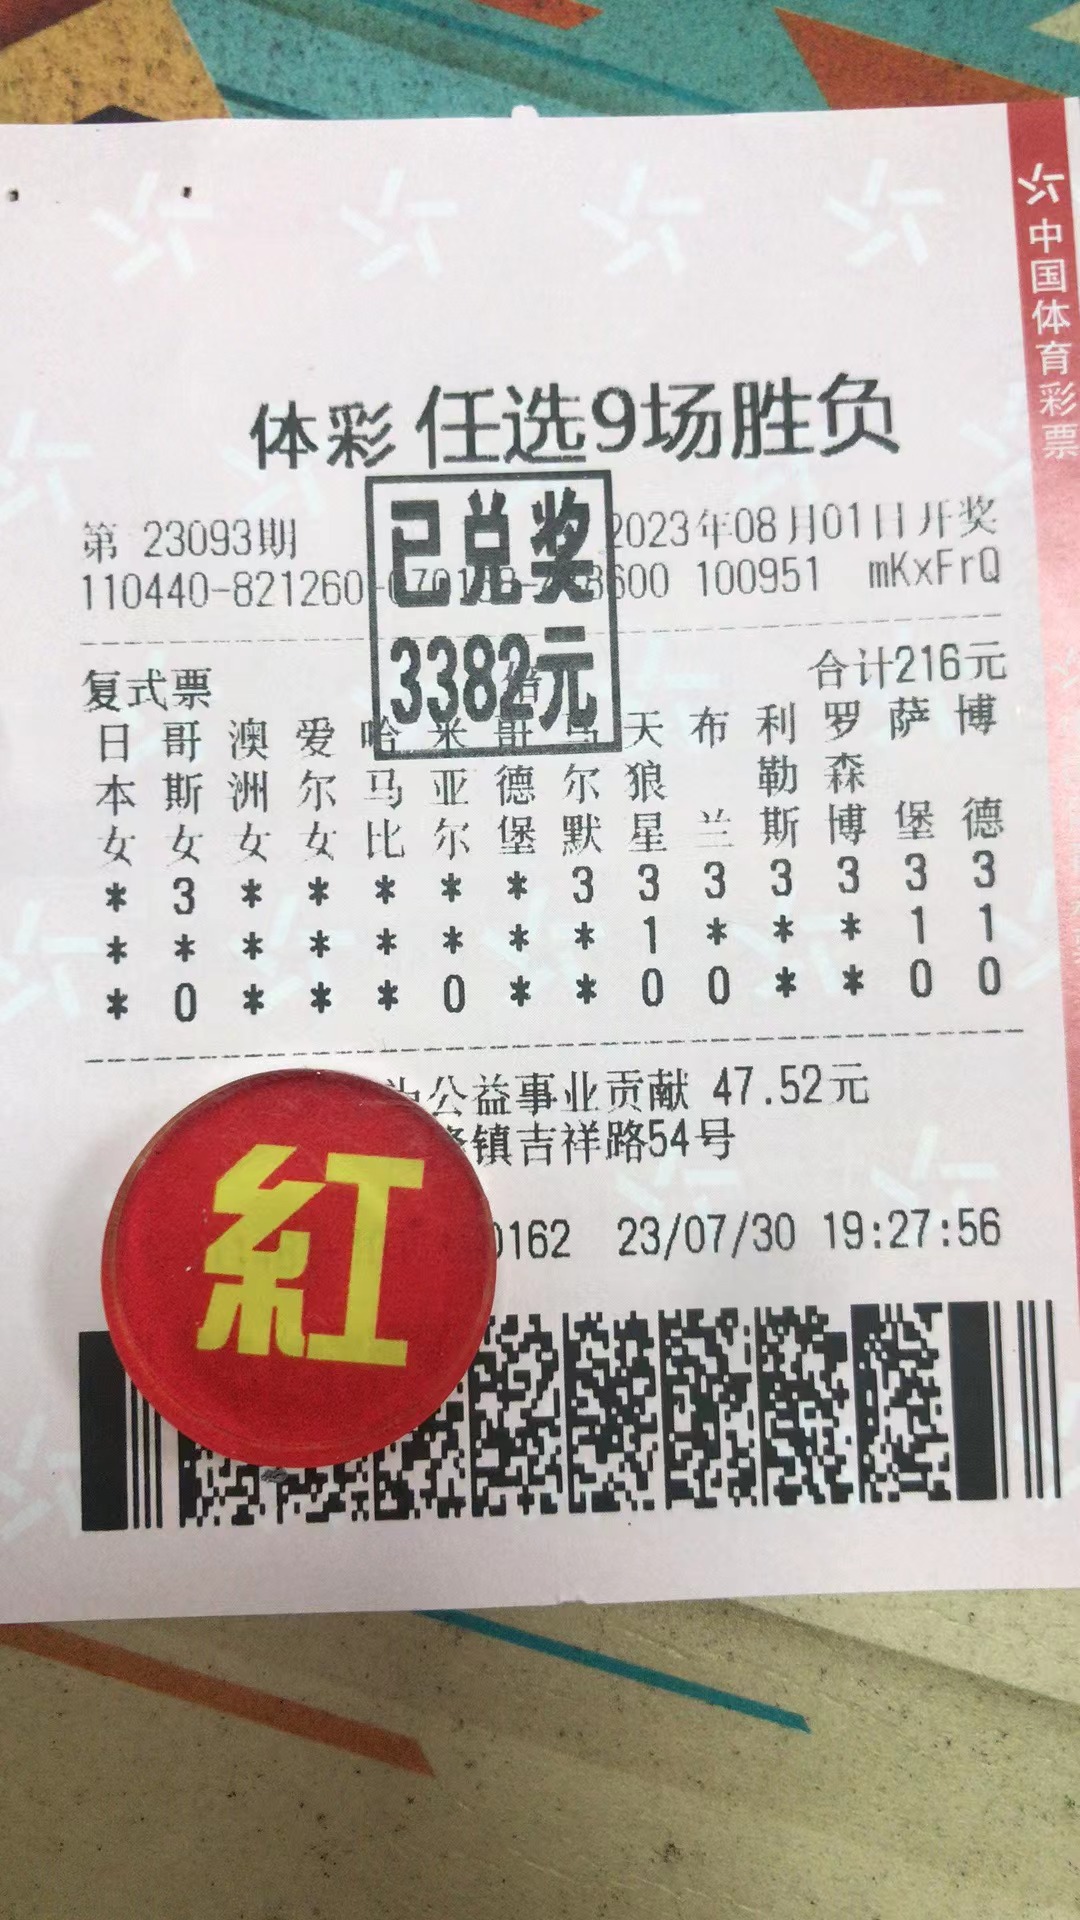 中国体育彩票
体彩 任选9场胜负
第 23093期
2023年08月01日开奖
110440-821260
600 100951 mKxFrQ
已兑奖
3382元
复式票
合计216元
日 哥 澳 爱 哈 米 哥 马 天 布 利 罗 萨 博
本 斯 洲 尔 马 亚 德 尔 狼 勒 森
女 女 女 女 比 尔 堡 默 星 兰 斯 博 堡 德
* 3 * * * * * 3 3 3 3 3 3 3
* * * * * * * * 1 * * * 1 1
* 0 * * * 0 * * 0 0 * * 0 0
为公益事业贡献 47.52元
镇吉祥路54号
0162 23/07/30 19:27:56
紅